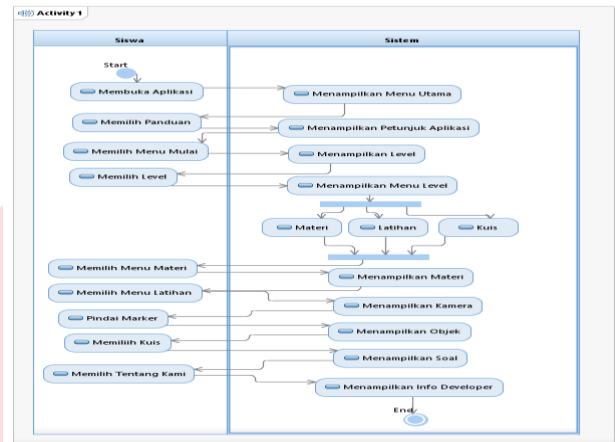 Activity 1
Siswa
Sistem
Start
Membuka Aplikasi
Menampilkan Menu Utama
Memilih Panduan
Menampilkan Petunjuk Aplikasi
Memilih Menu Mulai
Menampilkan Level
Memilih Level
Menampilkan Menu Level
Materi
Latihan
Kuis
Memilih Menu Materi
Menampilkan Materi
Memilih Menu Latihan
Menampilkan Kamera
Pindai Marker
Menampilkan Objek
Memiliih Kuis
Menampilkan Soal
Memilih Tentang Kami
Menampilkan Info Developer
End